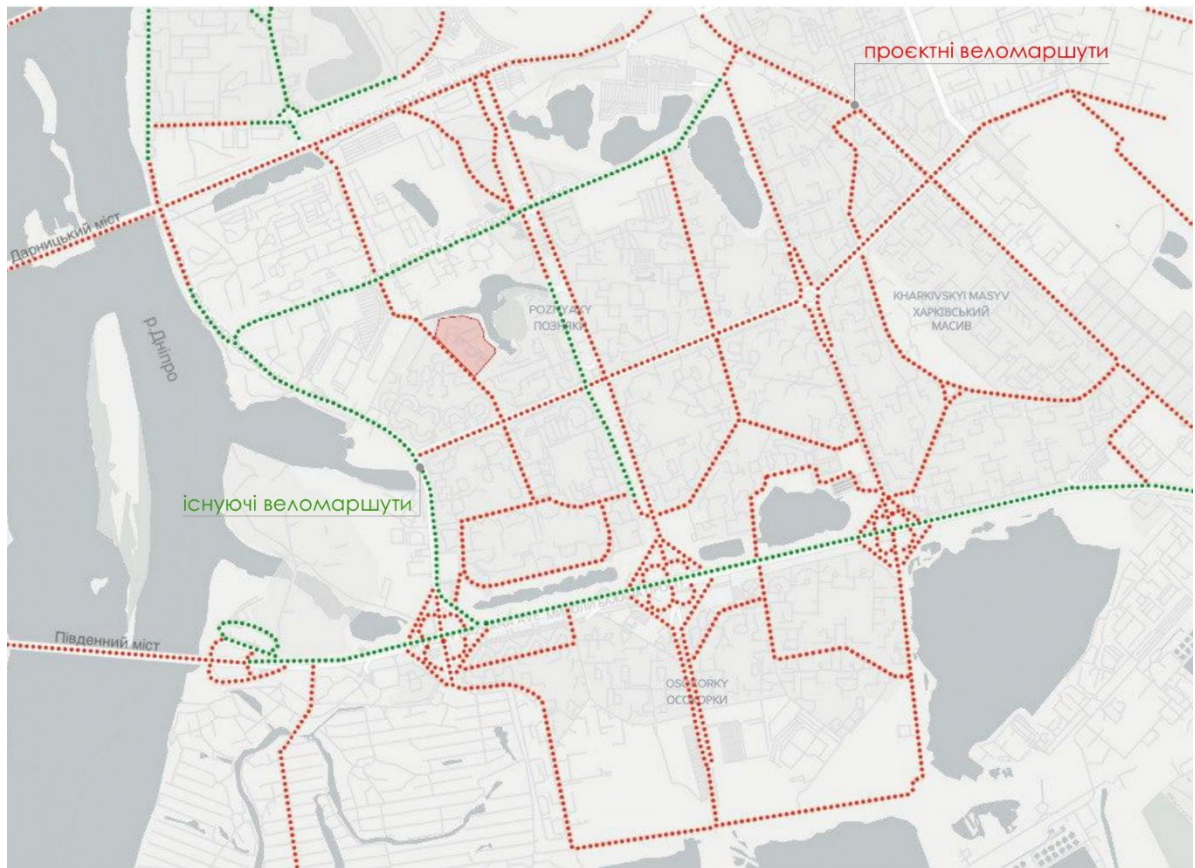 проєктні веломаршути
Дарницький міст
р.Дніпро
POZNYAKY
ПОЗНЯКИ
KHARKIVSKYI MASYV
ХАРКІВСЬКИЙ
МАСИВ
існуючі веломаршути
Південний міст
OSOKORKY
ОСОКОРКИ